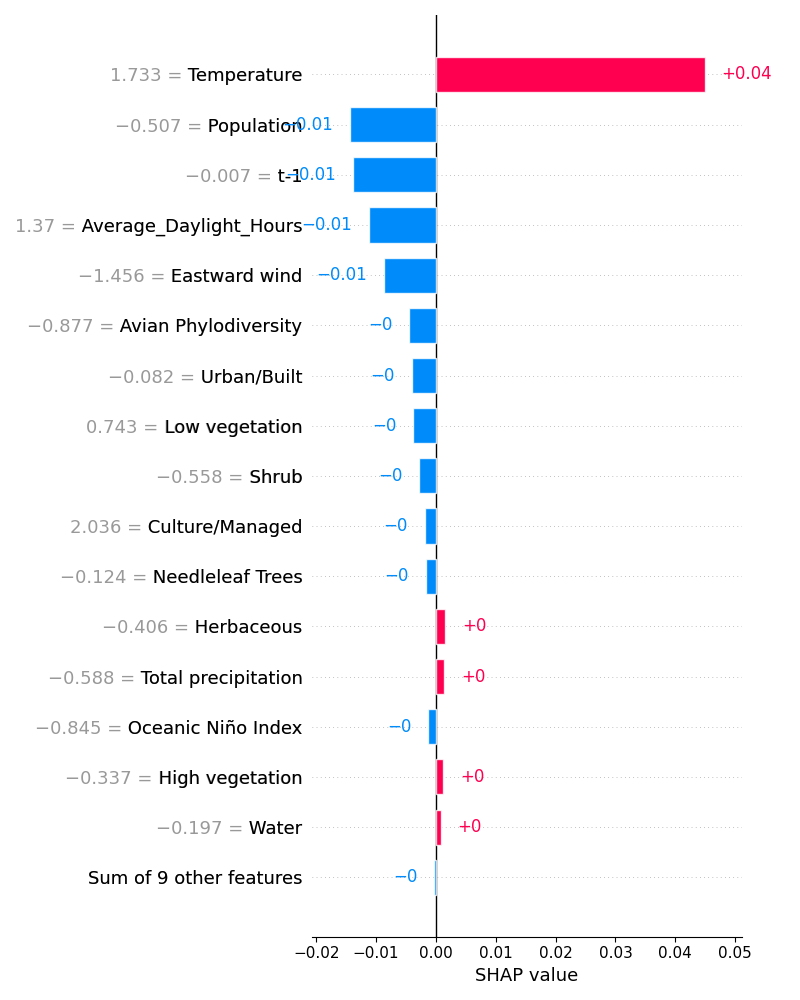 1.733 = Temperature +0.04
−0.507 = Population −0.01
−0.007 = t-1 −0.01
1.37 = Average_Daylight_Hours −0.01
−1.456 = Eastward wind −0.01
−0.877 = Avian Phylodiversity −0
−0.082 = Urban/Built −0
0.743 = Low vegetation −0
−0.558 = Shrub −0
2.036 = Culture/Managed −0
−0.124 = Needleleaf Trees −0
−0.406 = Herbaceous +0
−0.588 = Total precipitation +0
−0.845 = Oceanic Niño Index −0
−0.337 = High vegetation +0
−0.197 = Water +0
Sum of 9 other features −0
−0.02 −0.01 0.00 0.01 0.02 0.03 0.04 0.05
SHAP value